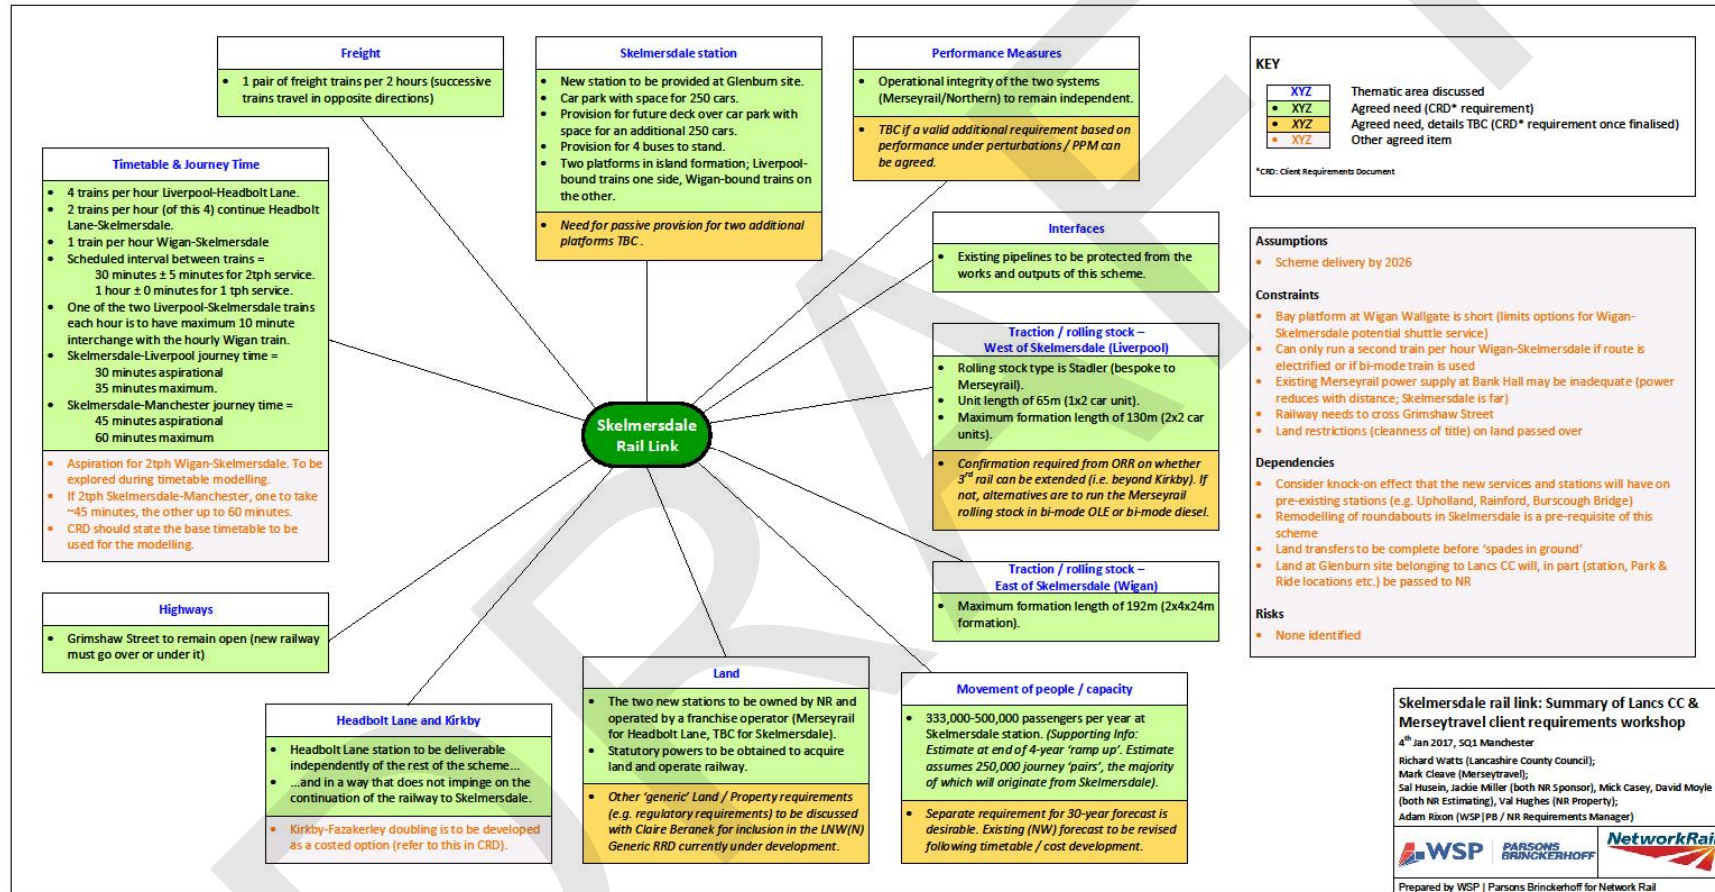 Freight
• 1 pair of freight trains per 2 hours (successive
trains travel in opposite directions)
Skelmersdale station
• New station to be provided at Glenburn site.
• Car park with space for 250 cars.
• Provision for future deck over car park with
space for an additional 250 cars.
• Provision for 4 buses to stand.
• Two platforms in island formation; Liverpool-
bound trains one side, Wigan-bound trains on
the other.
• Need for passive provision for two additional
platforms TBC .
Performance Measures
• Operational integrity of the two systems
(Merseyrail/Northern) to remain independent.
• TBC if a valid additional requirement based on
performance under perturbations / PPM can
be agreed.
KEY
XYZ Thematic area discussed
• XYZ Agreed need (CRD* requirement)
• XYZ Agreed need, details TBC (CRD* requirement once finalised)
• XYZ Other agreed item
*CRD: Client Requirements Document
Timetable & Journey Time
• 4 trains per hour Liverpool-Headbolt Lane.
• 2 trains per hour (of this 4) continue Headbolt
Lane-Skelmersdale.
• 1 train per hour Wigan-Skelmersdale
• Scheduled interval between trains =
30 minutes ± 5 minutes for 2tph service.
1 hour ± 0 minutes for 1 tph service.
• One of the two Liverpool-Skelmersdale trains
each hour is to have maximum 10 minute
interchange with the hourly Wigan train.
• Skelmersdale-Liverpool journey time =
30 minutes aspirational
35 minutes maximum.
• Skelmersdale-Manchester journey time =
45 minutes aspirational
60 minutes maximum
• Aspiration for 2tph Wigan-Skelmersdale. To be
explored during timetable modelling.
• If 2tph Skelmersdale-Manchester, one to take
~45 minutes, the other up to 60 minutes.
• CRD should state the base timetable to be
used for the modelling.
Interfaces
• Existing pipelines to be protected from the
works and outputs of this scheme.
Traction / rolling stock –
West of Skelmersdale (Liverpool)
• Rolling stock type is Stadler (bespoke to
Merseyrail).
• Unit length of 65m (1x2 car unit).
• Maximum formation length of 130m (2x2 car
units).
• Confirmation required from ORR on whether
3rd rail can be extended (i.e. beyond Kirkby). If
not, alternatives are to run the Merseyrail
rolling stock in bi-mode OLE or bi-mode diesel.
Skelmersdale
Rail Link
Traction / rolling stock –
East of Skelmersdale (Wigan)
• Maximum formation length of 192m (2x4x24m
formation).
Highways
• Grimshaw Street to remain open (new railway
must go over or under it)
Headbolt Lane and Kirkby
• Headbolt Lane station to be deliverable
independently of the rest of the scheme...
• ...and in a way that does not impinge on the
continuation of the railway to Skelmersdale.
• Kirkby-Fazakerley doubling is to be developed
as a costed option (refer to this in CRD).
Land
• The two new stations to be owned by NR and
operated by a franchise operator (Merseyrail
for Headbolt Lane, TBC for Skelmersdale).
• Statutory powers to be obtained to acquire
land and operate railway.
• Other 'generic' Land / Property requirements
(e.g. regulatory requirements) to be discussed
with Claire Beranek for inclusion in the LNW(N)
Generic RRD currently under development.
Movement of people / capacity
• 333,000-500,000 passengers per year at
Skelmersdale station. (Supporting Info:
Estimate at end of 4-year 'ramp up'. Estimate
assumes 250,000 journey 'pairs', the majority
of which will originate from Skelmersdale).
• Separate requirement for 30-year forecast is
desirable. Existing (NW) forecast to be revised
following timetable / cost development.
Assumptions
• Scheme delivery by 2026
Constraints
• Bay platform at Wigan Wallgate is short (limits options for Wigan-
Skelmersdale potential shuttle service)
• Can only run a second train per hour Wigan-Skelmersdale if route is
electrified or if bi-mode train is used
• Existing Merseyrail power supply at Bank Hall may be inadequate (power
reduces with distance; Skelmersdale is far)
• Railway needs to cross Grimshaw Street
• Land restrictions (cleanness of title) on land passed over
Dependencies
• Consider knock-on effect that the new services and stations will have on
pre-existing stations (e.g. Upholland, Rainford, Burscough Bridge)
• Remodelling of roundabouts in Skelmersdale is a pre-requisite of this
scheme
• Land transfers to be complete before 'spades in ground'
• Land at Glenburn site belonging to Lancs CC will, in part (station, Park &
Ride locations etc.) be passed to NR
Risks
• None identified
Skelmersdale rail link: Summary of Lancs CC &
Merseytravel client requirements workshop
4th Jan 2017, SQ1 Manchester
Richard Watts (Lancashire County Council);
Mark Cleave (Merseytravel);
Sal Husein, Jackie Miller (both NR Sponsor), Mick Casey, David Moyle
(both NR Estimating), Val Hughes (NR Property);
Adam Rixon (WSP|PB / NR Requirements Manager)
WSP PARSONS
BRINCKERHOFF
NetworkRail
Prepared by WSP | Parsons Brinckerhoff for Network Rail
DRAFT